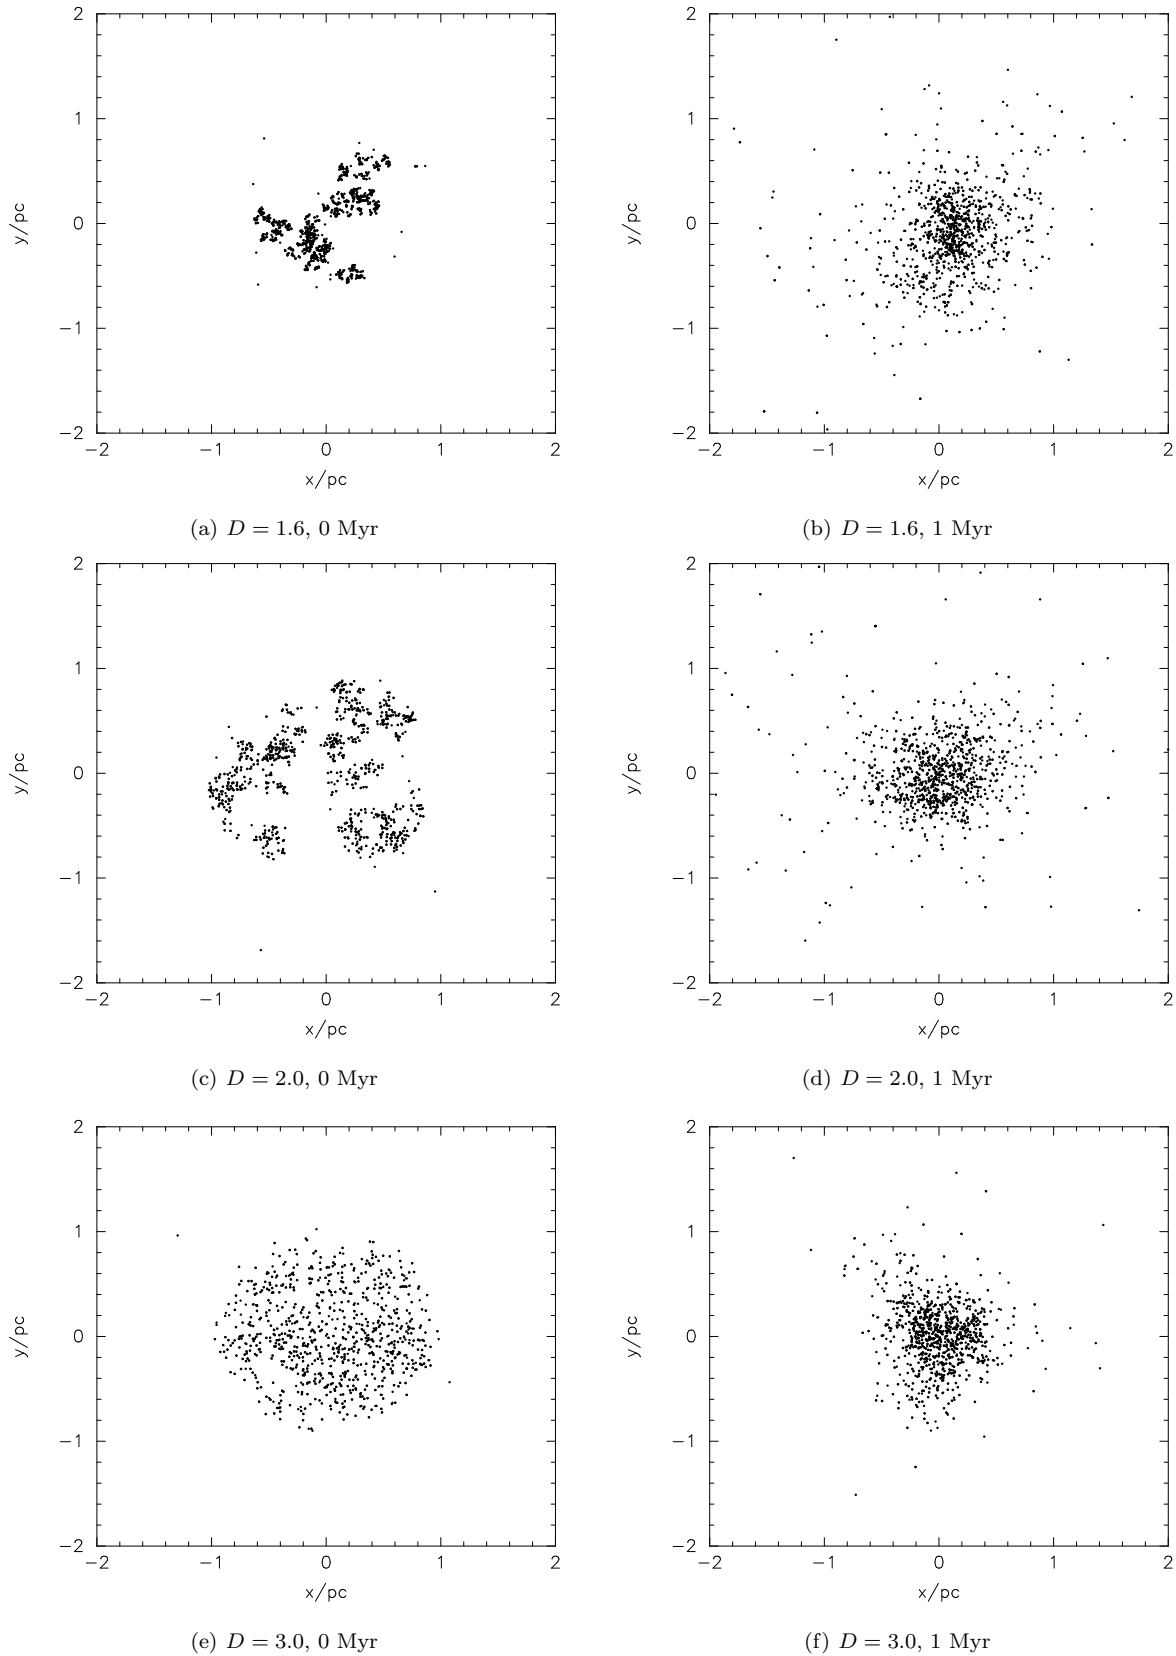 2
1
0
−1
−2
y/pc
−2 −1 0 1 2
x/pc
(a) D = 1.6, 0 Myr
2
1
0
−1
−2
y/pc
−2 −1 0 1 2
x/pc
(b) D = 1.6, 1 Myr
2
1
0
−1
−2
y/pc
−2 −1 0 1 2
x/pc
(c) D = 2.0, 0 Myr
2
1
0
−1
−2
y/pc
−2 −1 0 1 2
x/pc
(d) D = 2.0, 1 Myr
2
1
0
−1
−2
y/pc
−2 −1 0 1 2
x/pc
(e) D = 3.0, 0 Myr
2
1
0
−1
−2
y/pc
−2 −1 0 1 2
x/pc
(f) D = 3.0, 1 Myr